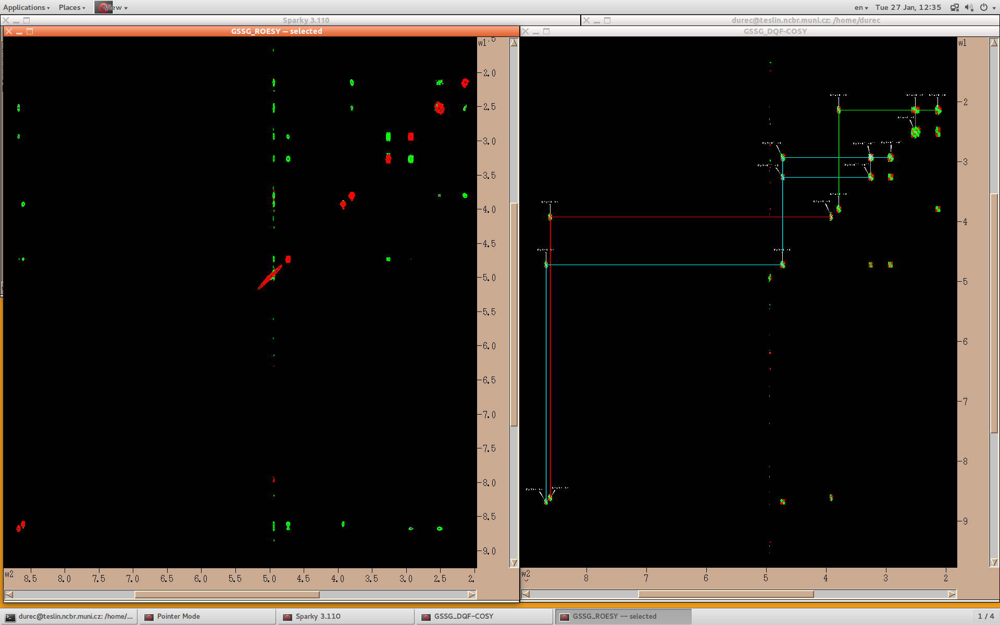 Applications Places View en Tue 27 Jan, 12:35
Sparky 3.110
durec@teslin.ncbr.muni.cz: /home/durec
GSSG_ROESY -- selected
GSSG_DQF-COSY
w1
2.0
2.5
3.0
3.5
4.0
4.5
5.0
5.5
6.0
6.5
7.0
7.5
8.0
8.5
9.0
w2
8.5 8.0 7.5 7.0 6.5 6.0 5.5 5.0 4.5 4.0 3.5 3.0 2.5 2.
w1
2
3
4
5
6
7
8
9
w2
8 7 6 5 4 3 2
durec@teslin.ncbr.muni.cz: /home/... Pointer Mode Sparky 3.110 GSSG_DQF-COSY GSSG_ROESY -- selected 1 / 4